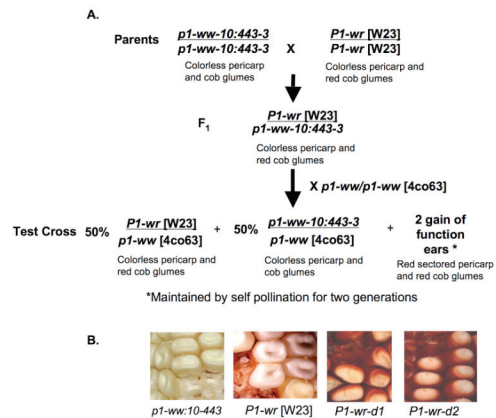 A.
Parents p1-ww-10:443-3 X P1-wr [W23]
p1-ww-10:443-3 P1-wr [W23]
Colorless pericarp and cob glumes
Colorless pericarp and red cob glumes
F1 P1-wr [W23]
p1-ww-10:443-3
Colorless pericarp and red cob glumes
X p1-ww/p1-ww [4co63]
Test Cross 50% P1-wr [W23] + 50% p1-ww-10:443-3 + 2 gain of function ears *
p1-ww [4co63] p1-ww [4co63]
Colorless pericarp and red cob glumes
Colorless pericarp and cob glumes
Red sectored pericarp and red cob glumes
*Maintained by self pollination for two generations
B.
p1-ww:10-443 P1-wr [W23] P1-wr-d1 P1-wr-d2